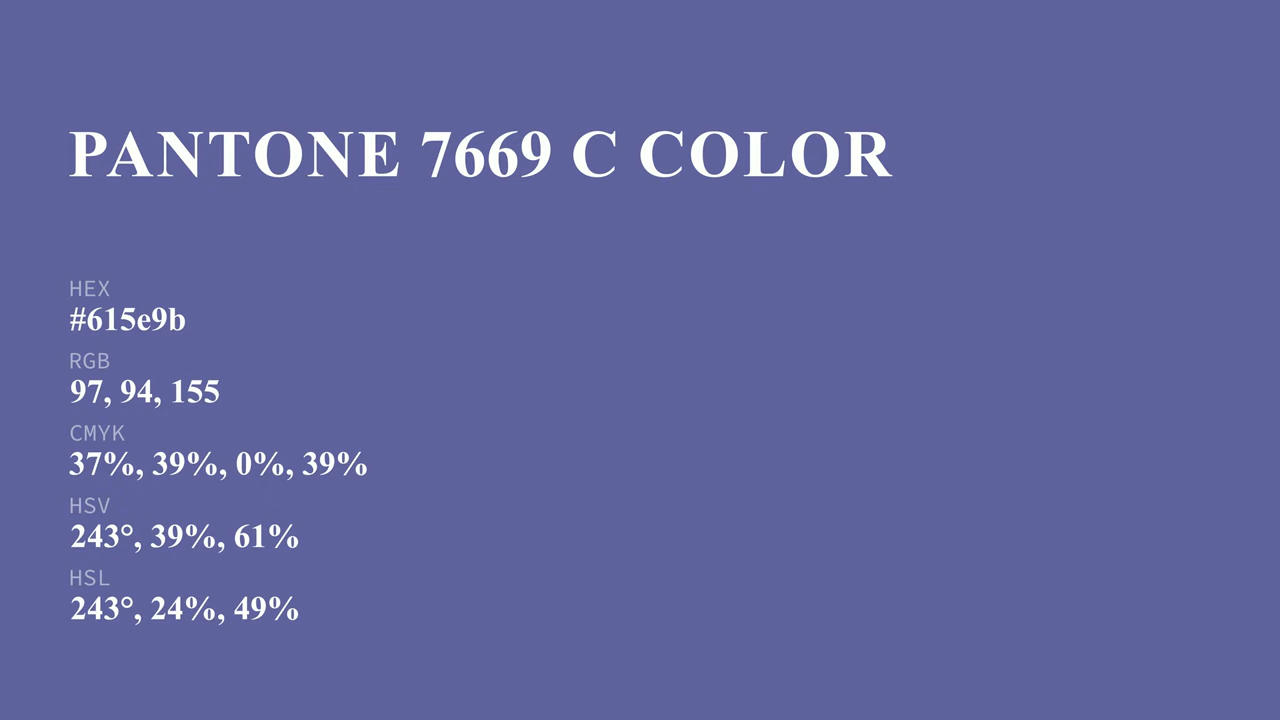 PANTONE 7669 C COLOR
HEX
#615e9b
RGB
97, 94, 155
CMYK
37%, 39%, 0%, 39%
HSV
243°, 39%, 61%
HSL
243°, 24%, 49%